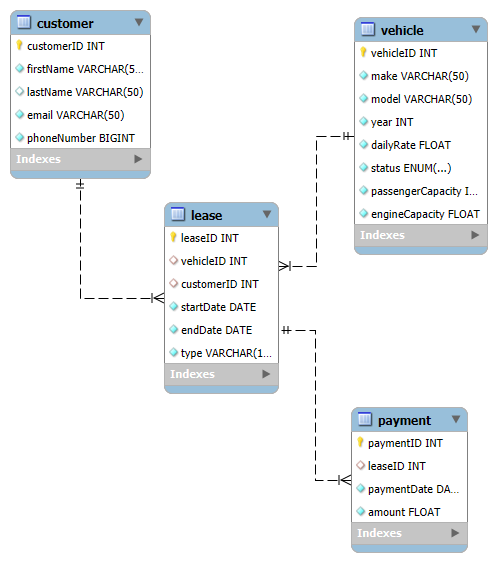 customer
customerID INT
firstName VARCHAR(5...
lastName VARCHAR(50)
email VARCHAR(50)
phoneNumber BIGINT
Indexes
vehicle
vehicleID INT
make VARCHAR(50)
model VARCHAR(50)
year INT
dailyRate FLOAT
status ENUM(...)
passengerCapacity I...
engineCapacity FLOAT
Indexes
lease
leaseID INT
vehicleID INT
customerID INT
startDate DATE
endDate DATE
type VARCHAR(1...
Indexes
payment
paymentID INT
leaseID INT
paymentDate DA...
amount FLOAT
Indexes